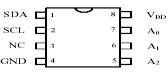 SDA 1 8 VDD
SCL 2 7 A0
NC 3 6 A1
GND 4 5 A2